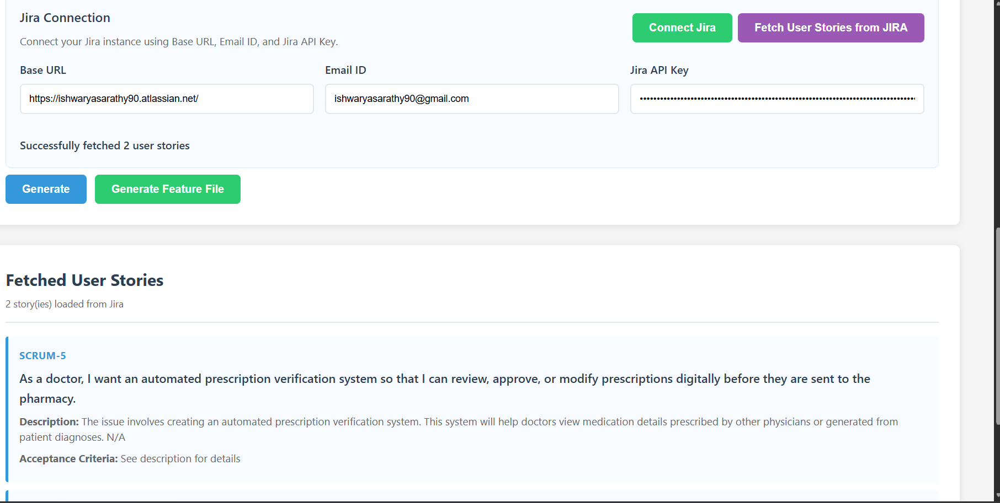 Jira Connection
Connect Jira
Fetch User Stories from JIRA
Connect your Jira instance using Base URL, Email ID, and Jira API Key.
Base URL
Email ID
Jira API Key
https://ishwaryasarathy90.atlassian.net/
ishwaryasarathy90@gmail.com
Successfully fetched 2 user stories
Generate
Generate Feature File
Fetched User Stories
2 story(ies) loaded from Jira
SCRUM-5
As a doctor, I want an automated prescription verification system so that I can review, approve, or modify prescriptions digitally before they are sent to the
pharmacy.
Description: The issue involves creating an automated prescription verification system. This system will help doctors view medication details prescribed by other physicians or generated from
patient diagnoses. N/A
Acceptance Criteria: See description for details